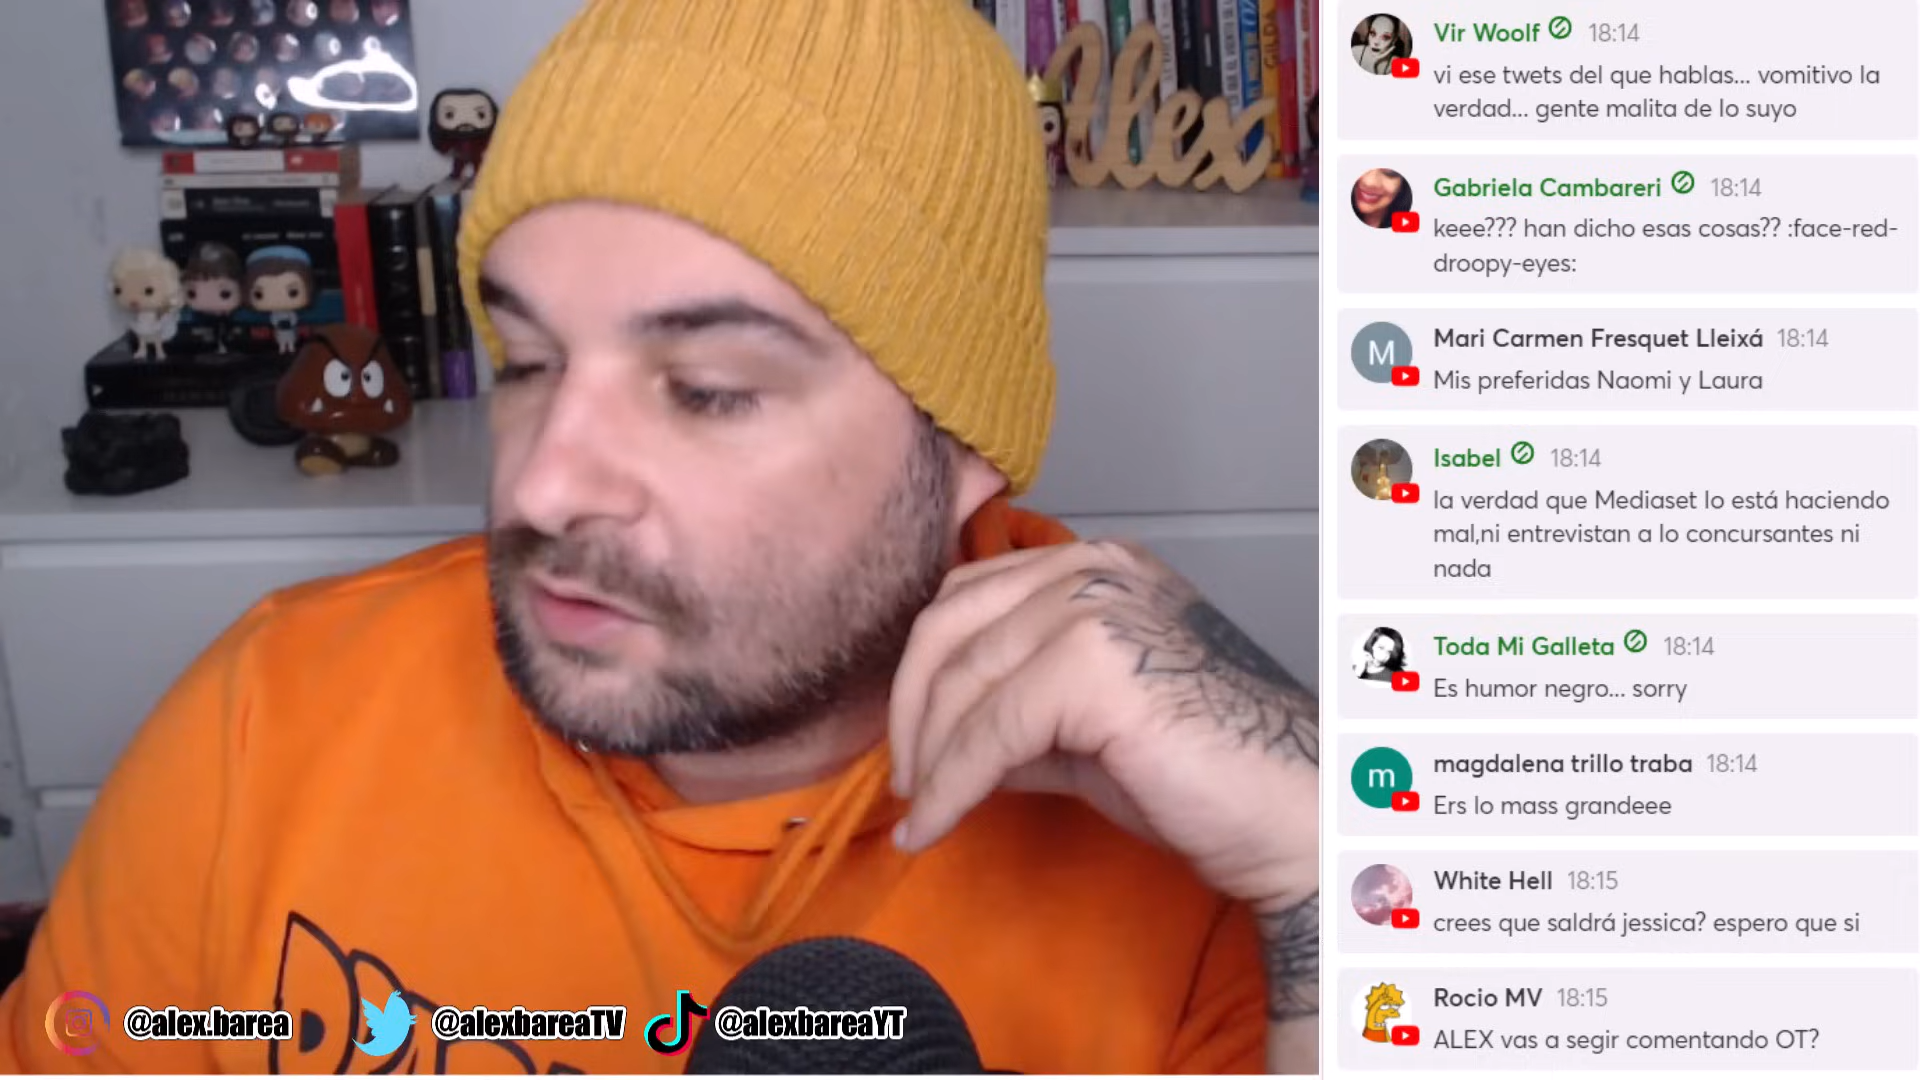 Alex
GILDA
Vir Woolf 18:14
vi ese twets del que hablas... vomitivo la
verdad... gente malita de lo suyo
Gabriela Cambareri 18:14
keee??? han dicho esas cosas?? :face-red-
droopy-eyes:
M
Mari Carmen Fresquet Lleixá 18:14
Mis preferidas Naomi y Laura
Isabel 18:14
la verdad que Mediaset lo está haciendo
mal,ni entrevistan a lo concursantes ni
nada
Toda Mi Galleta 18:14
Es humor negro... sorry
m
magdalena trillo traba 18:14
Ers lo mass grandeee
White Hell 18:15
crees que saldrá jessica? espero que si
Rocio MV 18:15
ALEX vas a segir comentando OT?
@alex.barea @alexbareaTV @alexbareaYT